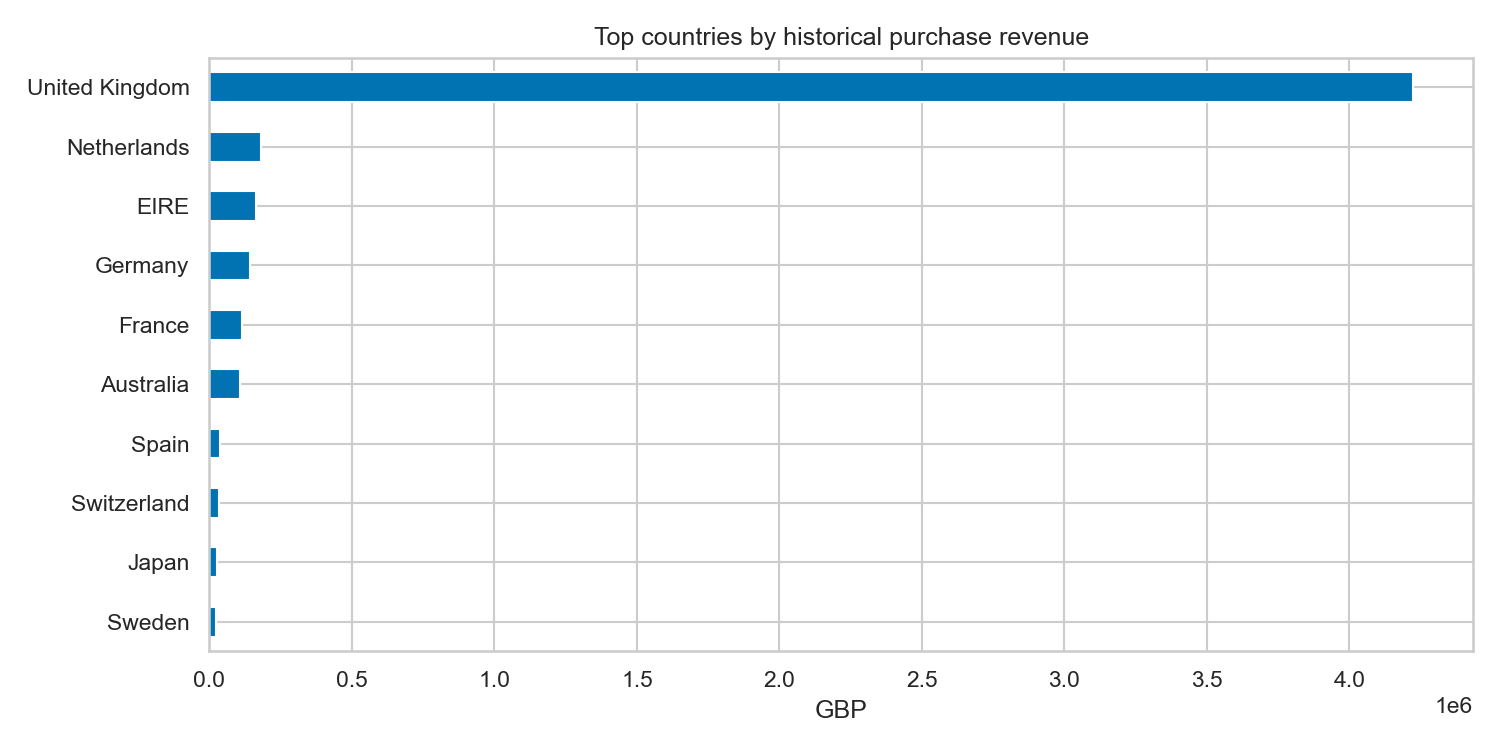 Top countries by historical purchase revenue
United Kingdom
Netherlands
EIRE
Germany
France
Australia
Spain
Switzerland
Japan
Sweden
0.0 0.5 1.0 1.5 2.0 2.5 3.0 3.5 4.0
GBP
1e6